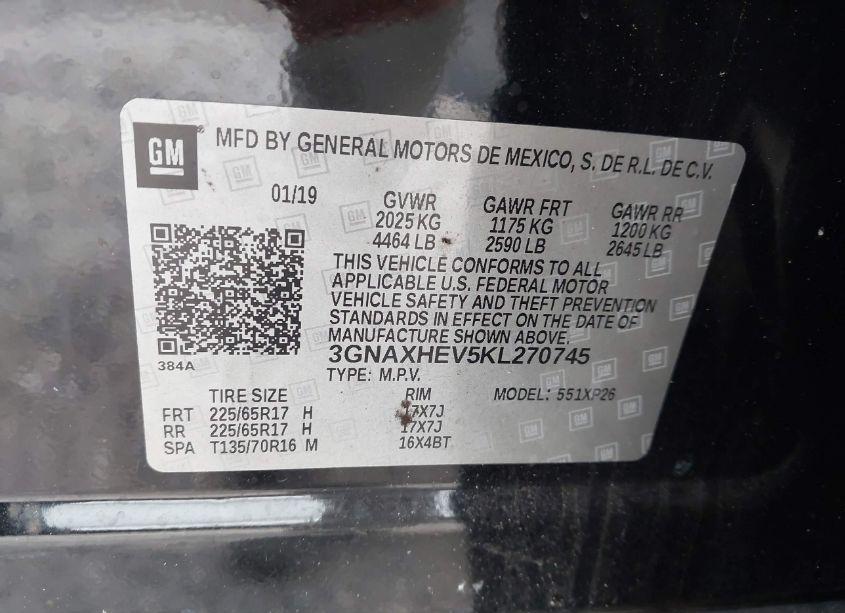 GM
MFD BY GENERAL MOTORS DE MEXICO, S. DE R.L. DE C.V.
01/19 GVWR GAWR FRT GAWR RR
2025 KG 1175 KG 1200 KG
4464 LB 2590 LB 2645 LB
THIS VEHICLE CONFORMS TO ALL
APPLICABLE U.S. FEDERAL MOTOR
VEHICLE SAFETY AND THEFT PREVENTION
STANDARDS IN EFFECT ON THE DATE OF
MANUFACTURE SHOWN ABOVE.
384A
3GNAXHEV5KL270745
TYPE: M.P.V.
TIRE SIZE RIM MODEL: 551XP26
FRT 225/65R17 H 17X7J
RR 225/65R17 H 17X7J
SPA T135/70R16 M 16X4BT